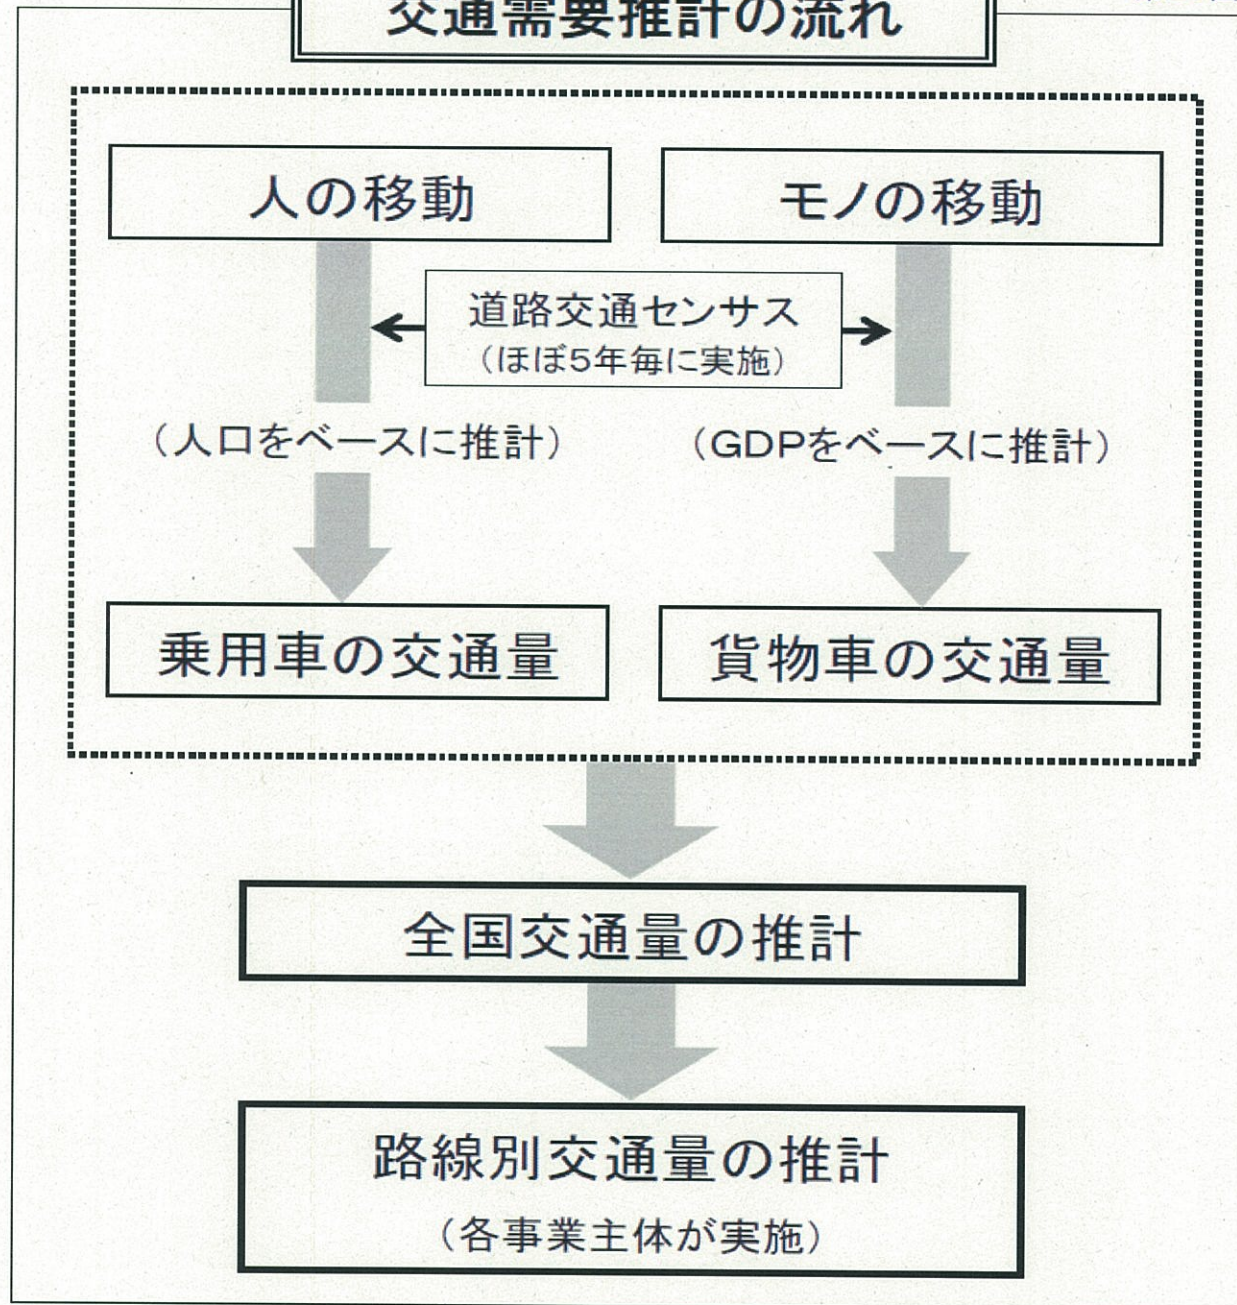 交通需要推計の流れ
人の移動
モノの移動
道路交通センサス
（ほぼ5年毎に実施）
（人口をベースに推計）
（GDPをベースに推計）
乗用車の交通量
貨物車の交通量
全国交通量の推計
路線別交通量の推計
（各事業主体が実施）